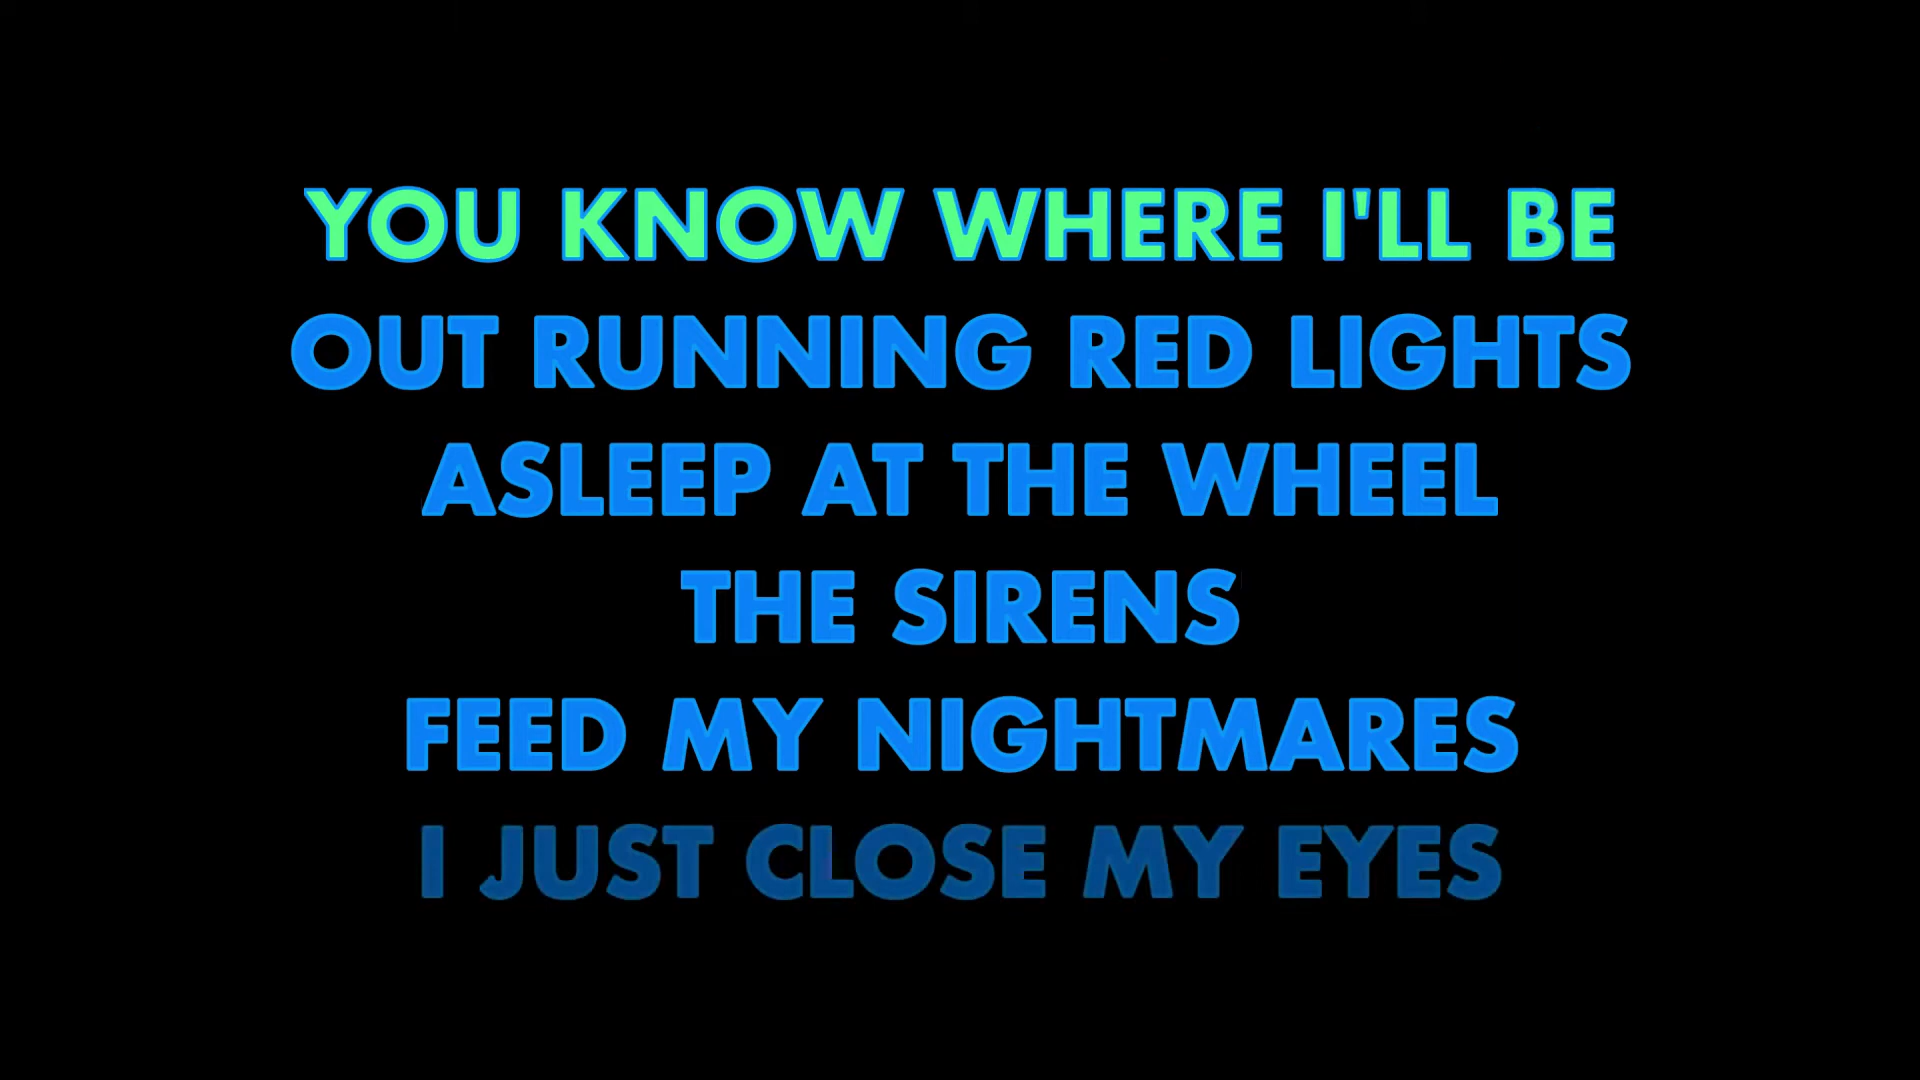 YOU KNOW WHERE I'LL BE
OUT RUNNING RED LIGHTS
ASLEEP AT THE WHEEL
THE SIRENS
FEED MY NIGHTMARES
I JUST CLOSE MY EYES